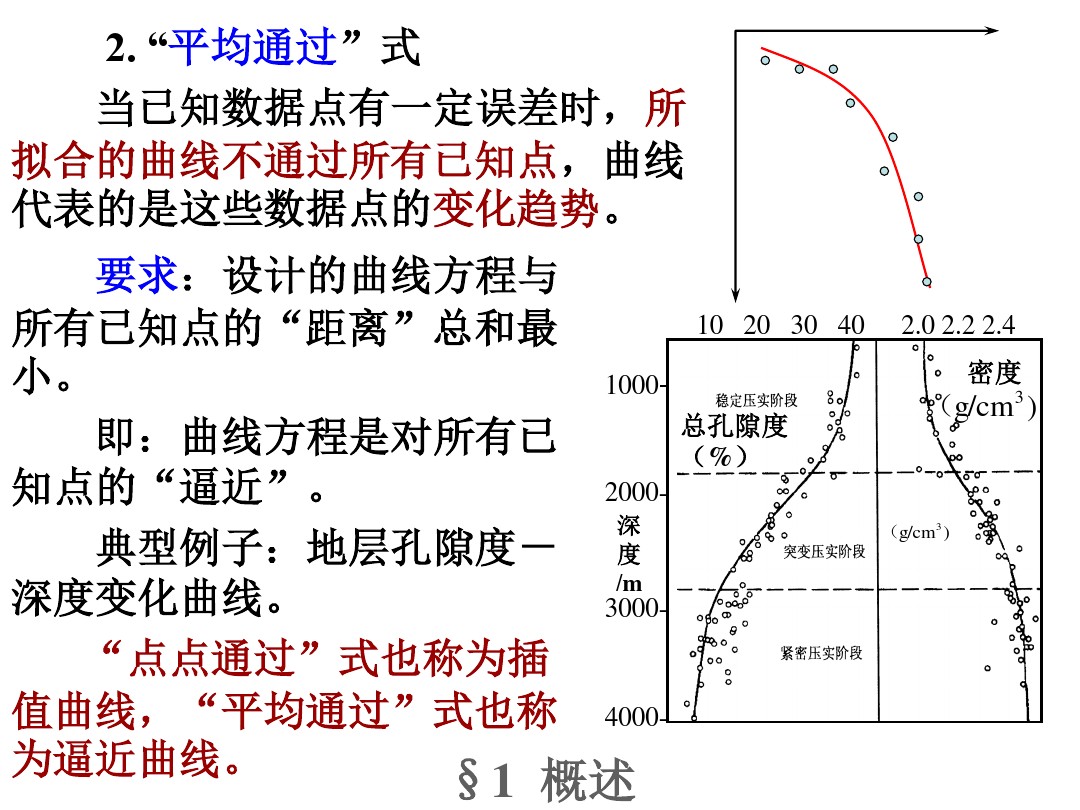 2. “平均通过”式
当已知数据点有一定误差时，所
拟合的曲线不通过所有已知点，曲线
代表的是这些数据点的变化趋势。
要求：设计的曲线方程与
所有已知点的“距离”总和最
小。
即：曲线方程是对所有已
知点的“逼近”。
典型例子：地层孔隙度－
深度变化曲线。
“点点通过”式也称为插
值曲线，“平均通过”式也称
为逼近曲线。
10 20 30 40 2.0 2.2 2.4
密度
（g/cm³)
1000
稳定压实阶段
总孔隙度
（%）
2000
深
度
/m
（g/cm³）
突变压实阶段
3000
紧密压实阶段
4000
§1 概述